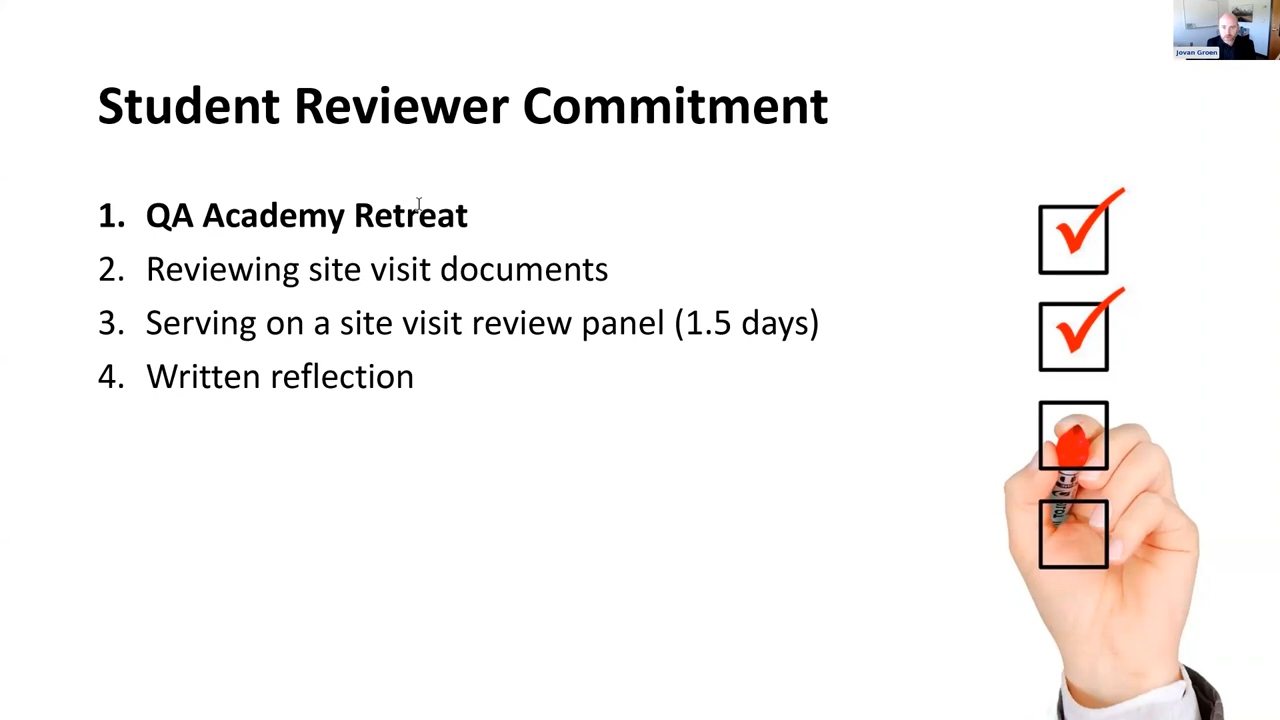 Jovan Groen
Student Reviewer Commitment
1. QA Academy Retreat
2. Reviewing site visit documents
3. Serving on a site visit review panel (1.5 days)
4. Written reflection